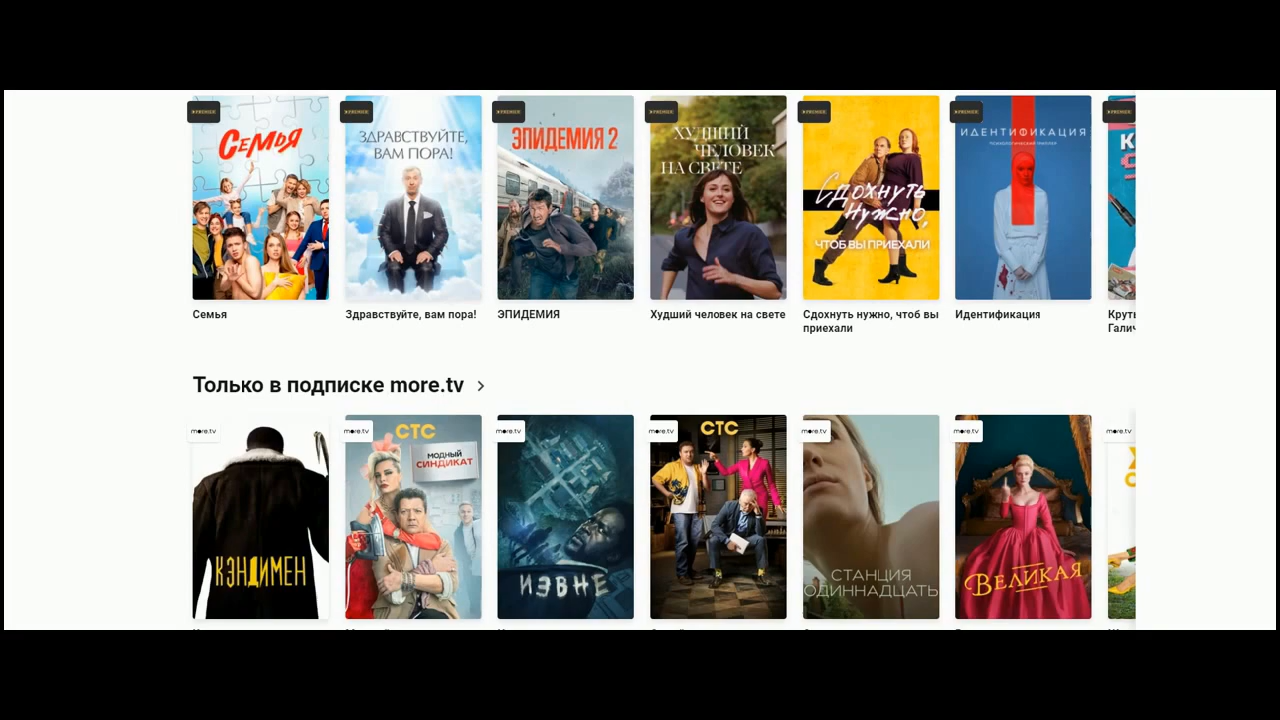 СЕМЬЯ
ЗДРАВСТВУЙТЕ,
ВАМ ПОРА!
ЭПИДЕМИЯ 2
ХУДШИЙ
ЧЕЛОВЕК
НА СВЕТЕ
СДОХНУТЬ
НУЖНО,
ЧТОБ ВЫ ПРИЕХАЛИ
ИДЕНТИФИКАЦИЯ
ПСИХОЛОГИЧЕСКИЙ ТРИЛЛЕР
Семья
Здравствуйте, вам пора!
ЭПИДЕМИЯ
Худший человек на свете
Сдохнуть нужно, чтоб вы
приехали
Идентификация
Только в подписке more.tv
more.tv
more.tv
more.tv
more.tv
more.tv
more.tv
more.tv
СТС
СТС
МОДНЫЙ
СИНДИКАТ
КЭНДИМЕН
ИЗВНЕ
СТАНЦИЯ
ОДИННАДЦАТЬ
ВЕЛИКАЯ